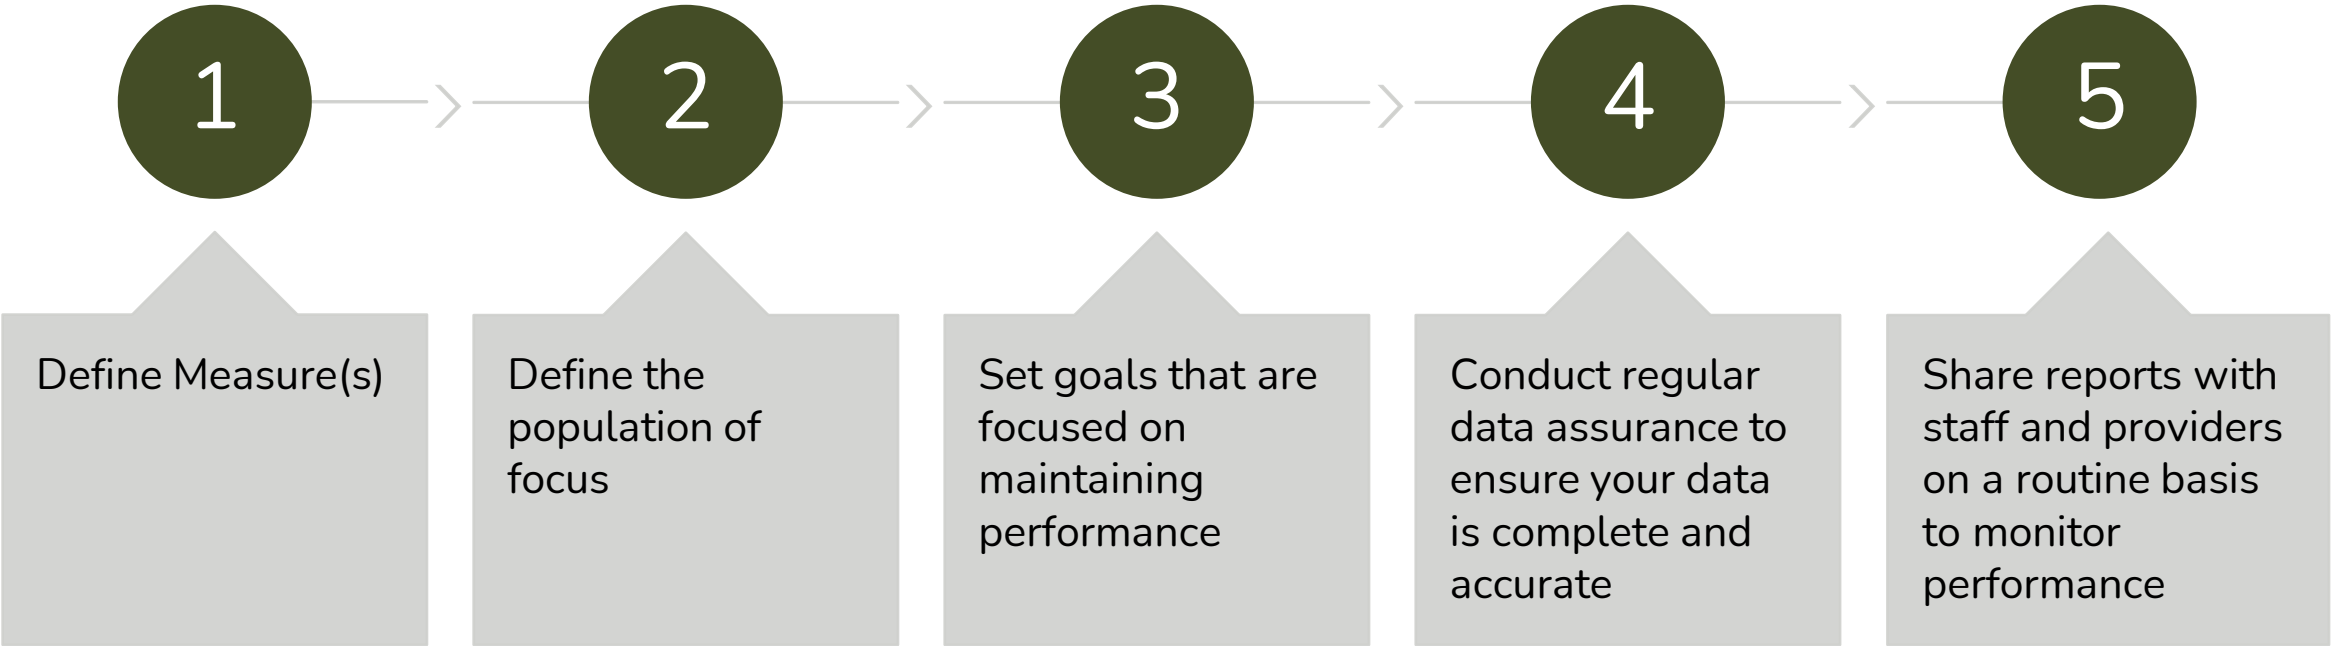 1
2
3
4
5
Define Measure(s)
Define the
population of
focus
Set goals that are
focused on
maintaining
performance
Conduct regular
data assurance to
ensure your data
is complete and
accurate
Share reports with
staff and providers
on a routine basis
to monitor
performance